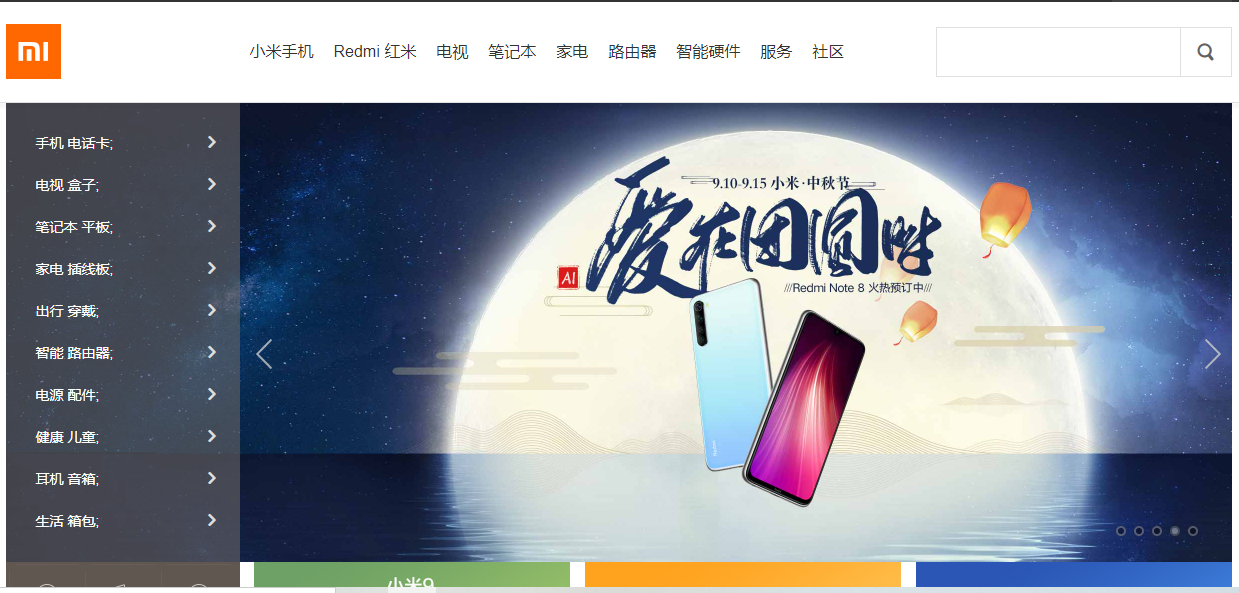 mi
小米手机 Redmi 红米 电视 笔记本 家电 路由器 智能硬件 服务 社区
手机 电话卡;
电视 盒子;
笔记本 平板;
家电 插线板;
出行 穿戴;
智能 路由器;
电源 配件;
健康 儿童;
耳机 音箱;
生活 箱包;
9.10-9.15 小米·中秋节
爱在团圆时
AI
///Redmi Note 8 火热预订中///
Redmi
小米9